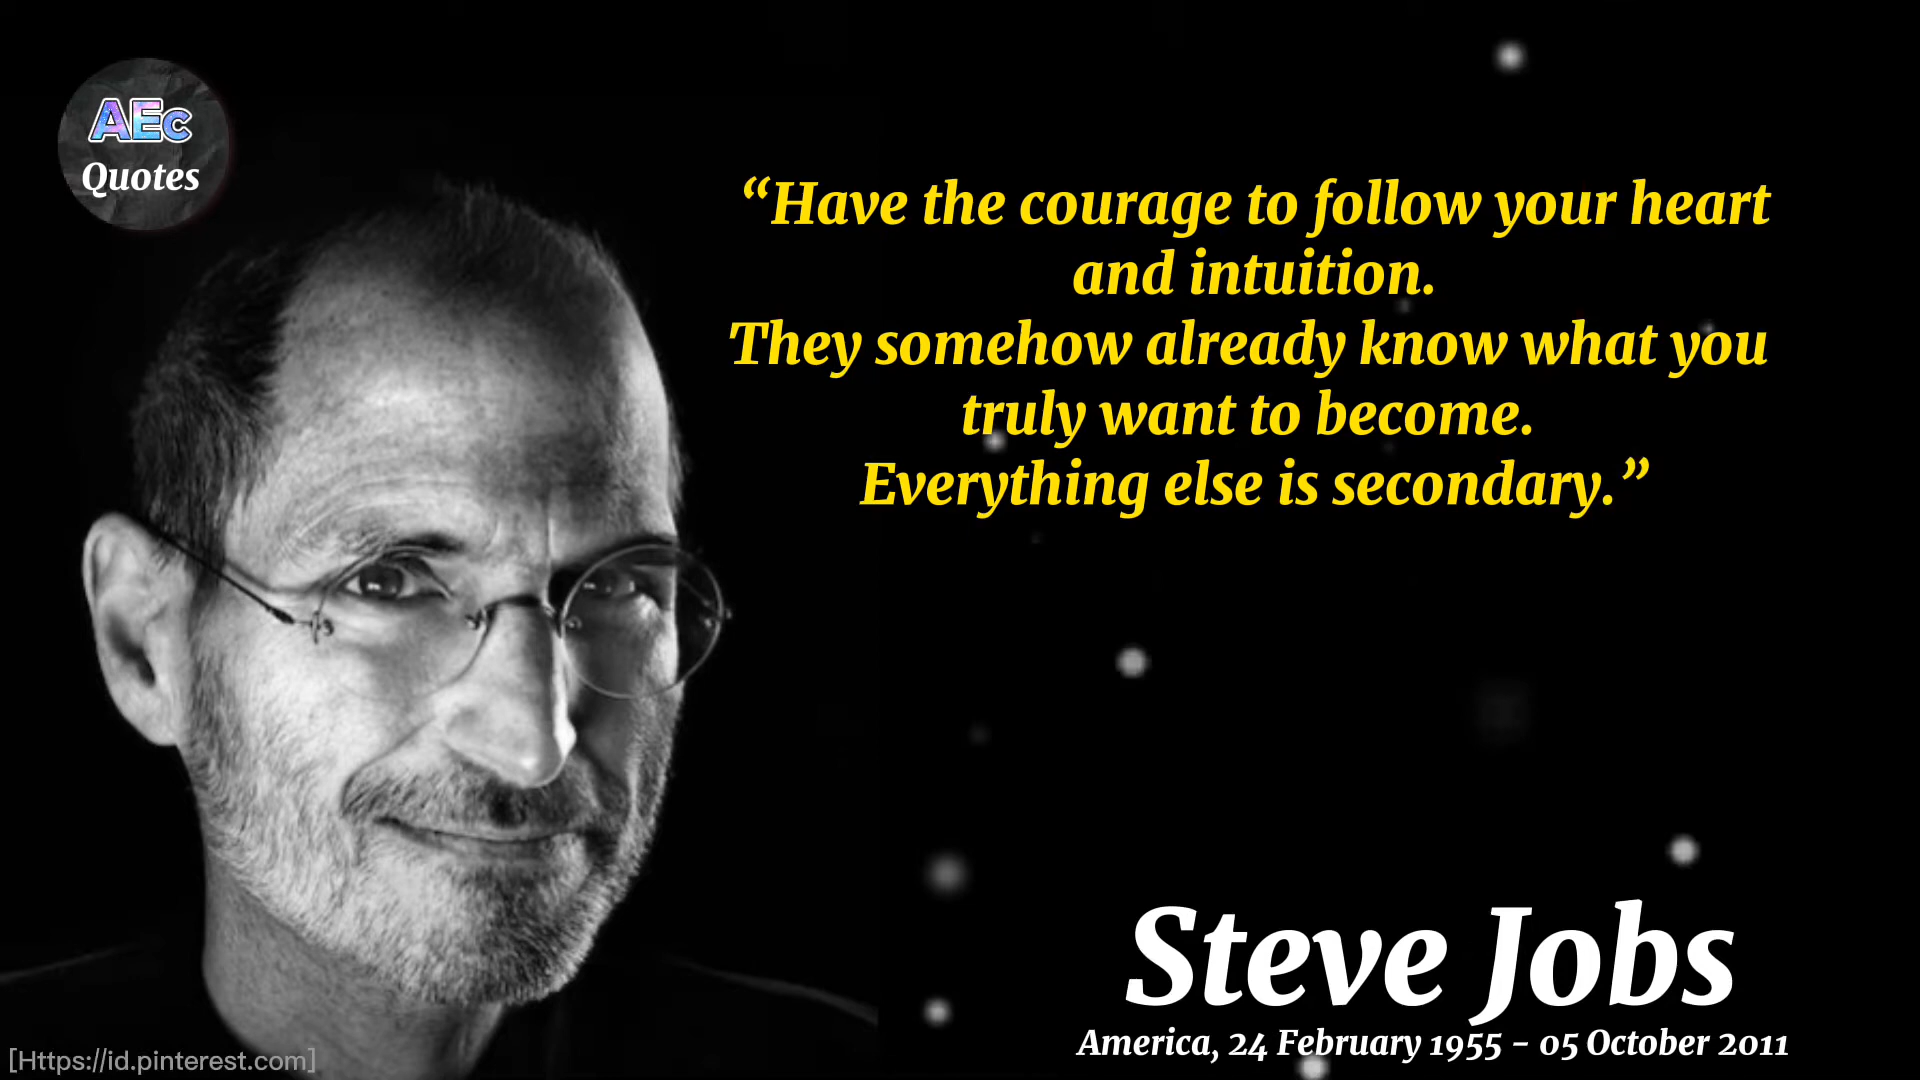 AEc
Quotes
“Have the courage to follow your heart
and intuition.
They somehow already know what you
truly want to become.
Everything else is secondary.”
Steve Jobs
America, 24 February 1955 - 05 October 2011
[Https://id.pinterest.com]